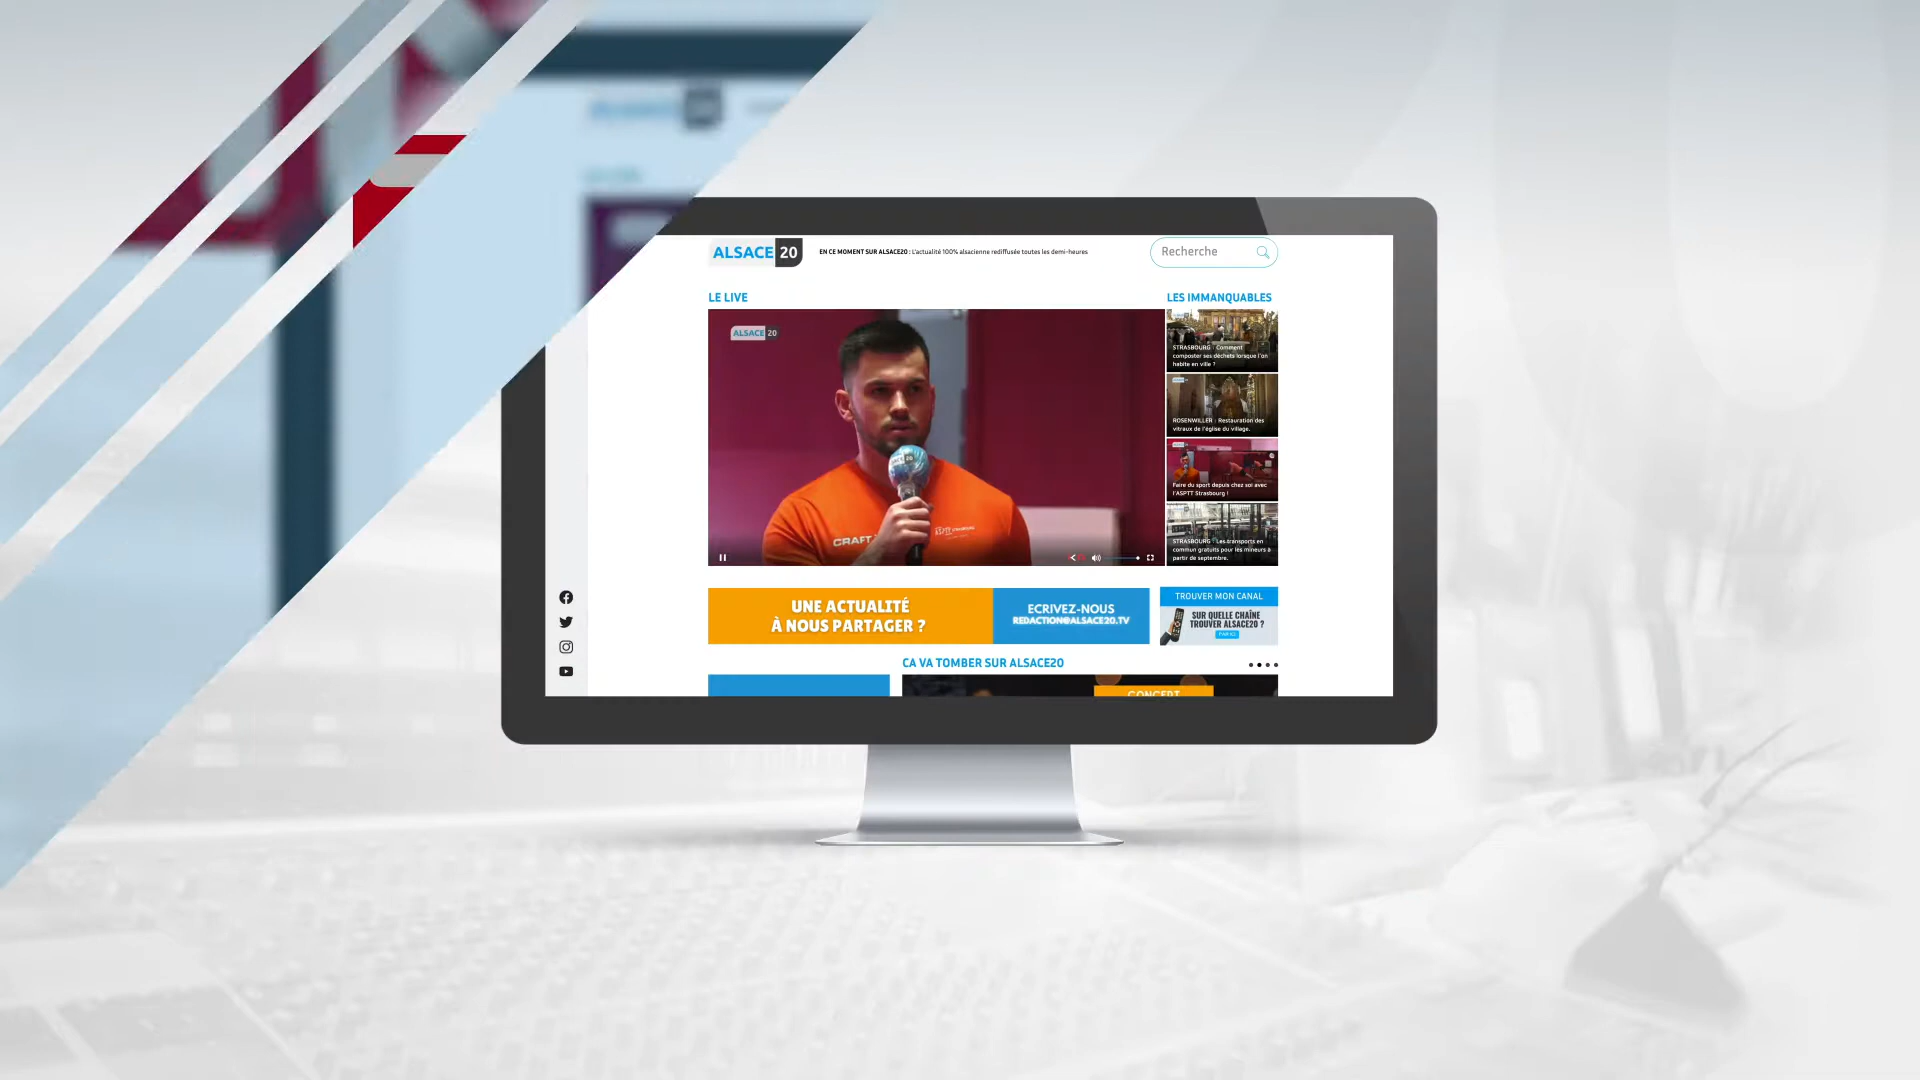 ALSACE 20
EN CE MOMENT SUR ALSACE20 : L'actualité 100% alsacienne rediffusée toutes les demi-heures
Recherche
LE LIVE
LES IMMANQUABLES
ALSACE 20
CRAFT
STRASBOURG : Comment
composter ses déchets lorsque l'on
habite en ville ?
ROSENWILLER : Restauration des
vitraux de l'église du village.
Faire du sport depuis chez soi avec
l'ASPTT Strasbourg !
STRASBOURG : Les transports en
commun gratuits pour les mineurs à
partir de septembre.
UNE ACTUALITÉ
À NOUS PARTAGER ?
ECRIVEZ-NOUS
REDACTION@ALSACE20.TV
TROUVER MON CANAL
SUR QUELLE CHAÎNE
TROUVER ALSACE20 ?
PAR ICI
CA VA TOMBER SUR ALSACE20
CONCERT